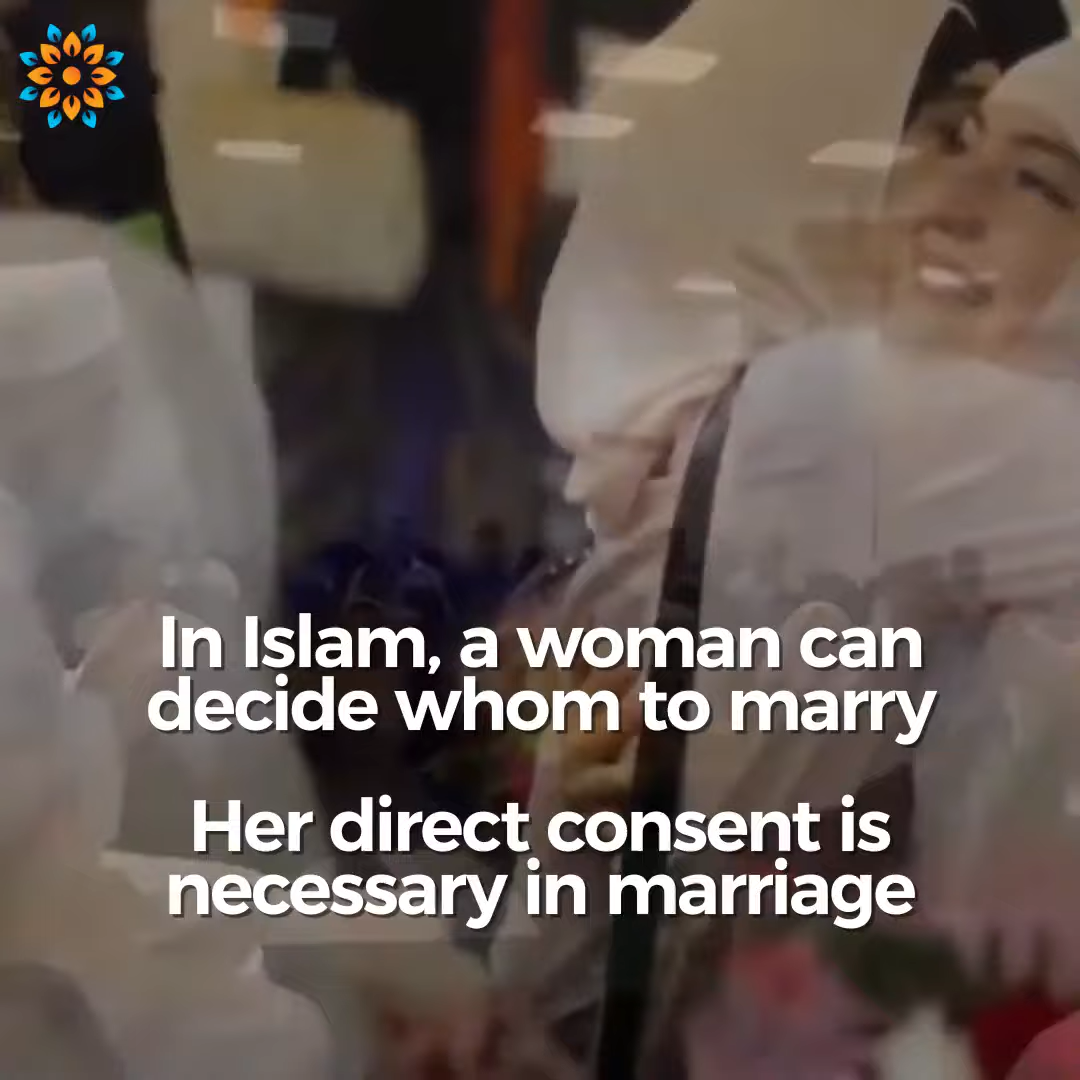 In Islam, a woman can
decide whom to marry
Her direct consent is
necessary in marriage